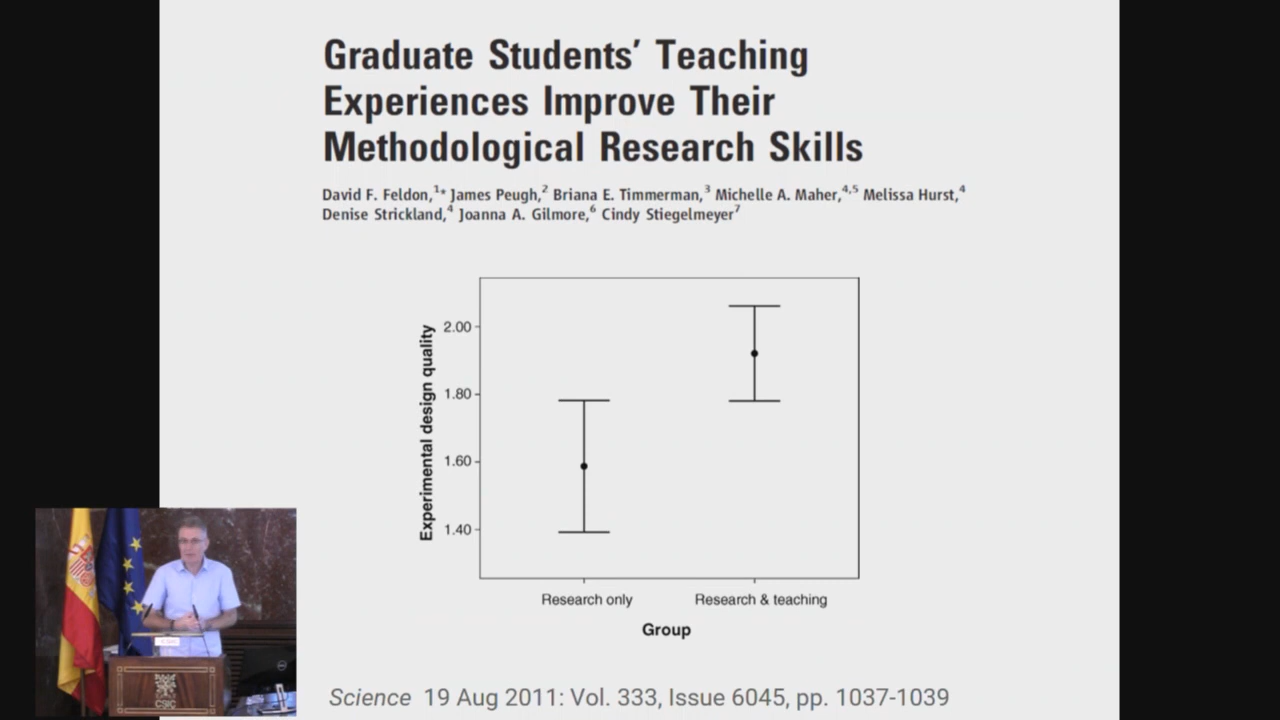 Graduate Students' Teaching
Experiences Improve Their
Methodological Research Skills
David F. Feldon,1* James Peugh,2 Briana E. Timmerman,3 Michelle A. Maher,4,5 Melissa Hurst,4
Denise Strickland,4 Joanna A. Gilmore,6 Cindy Stiegelmeyer7
Experimental design quality
2.00
1.80
1.60
1.40
Research only
Research & teaching
Group
CSIC
Science 19 Aug 2011: Vol. 333, Issue 6045, pp. 1037-1039